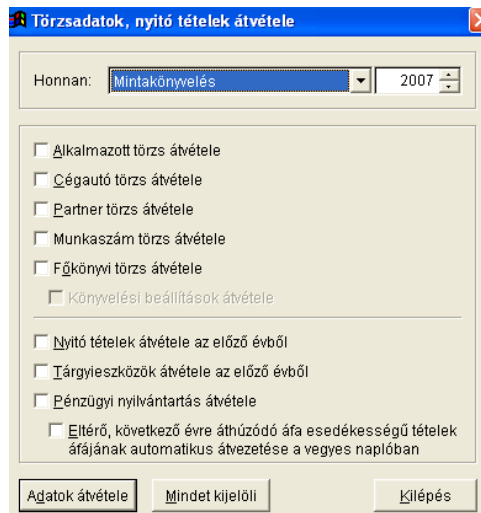 Törzsadatok, nyitó tételek átvétele
Honnan: Mintakönyvelés 2007
Alkalmazott törzs átvétele
Cégautó törzs átvétele
Partner törzs átvétele
Munkaszám törzs átvétele
Főkönyvi törzs átvétele
Könyvelési beállítások átvétele
Nyitó tételek átvétele az előző évből
Tárgyieszközök átvétele az előző évből
Pénzügyi nyilvántartás átvétele
Eltérő, következő évre áthúzódó áfa esedékességű tételek
áfájának automatikus átvezetése a vegyes naplóban
Adatok átvétele Mindet kijelöli Kilépés